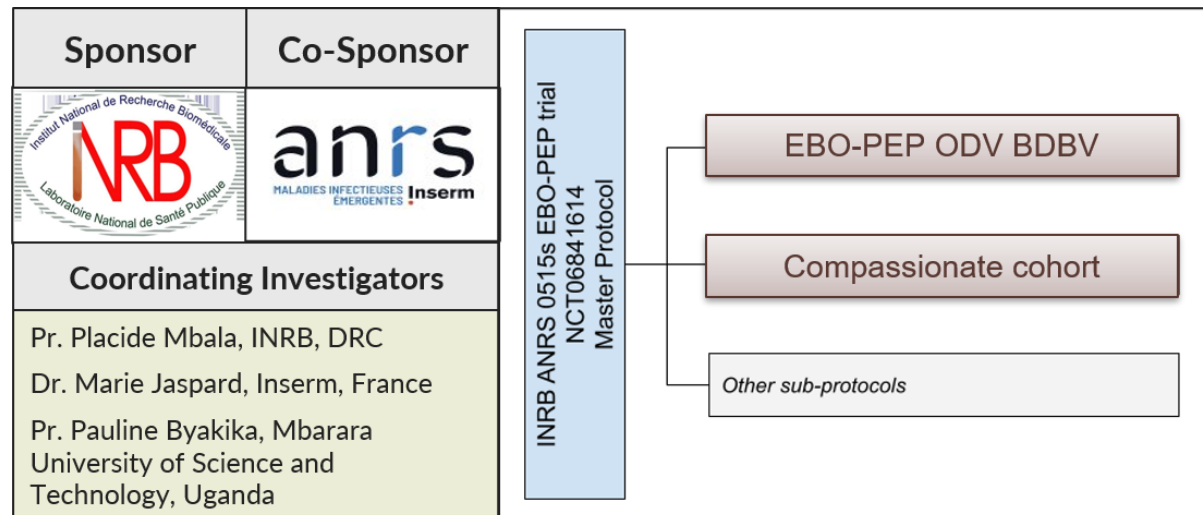 Sponsor
Co-Sponsor
Institut National de Recherche Biomédicale
INRB
Laboratoire National de Santé Publique
anrs
MALADIES INFECTIEUSES
ÉMERGENTES
Inserm
Coordinating Investigators
Pr. Placide Mbala, INRB, DRC
Dr. Marie Jaspard, Inserm, France
Pr. Pauline Byakika, Mbarara
University of Science and
Technology, Uganda
INRB ANRS 0515s EBO-PEP trial
NCT06841614
Master Protocol
EBO-PEP ODV BDBV
Compassionate cohort
Other sub-protocols